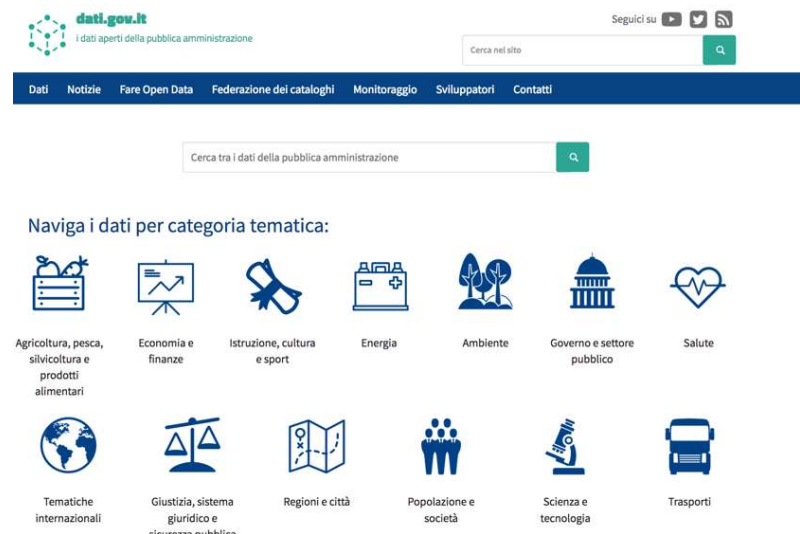 dati.gov.it
i dati aperti della pubblica amministrazione
Seguici su
Cerca nel sito
Dati Notizie Fare Open Data Federazione dei cataloghi Monitoraggio Sviluppatori Contatti
Cerca tra i dati della pubblica amministrazione
Naviga i dati per categoria tematica:
Agricoltura, pesca,
silvicoltura e
prodotti
alimentari
Economia e
finanze
Istruzione, cultura
e sport
Energia
Ambiente
Governo e settore
pubblico
Salute
Tematiche
internazionali
Giustizia, sistema
giuridico e
sicurezza pubblica
Regioni e città
Popolazione e
società
Scienza e
tecnologia
Trasporti